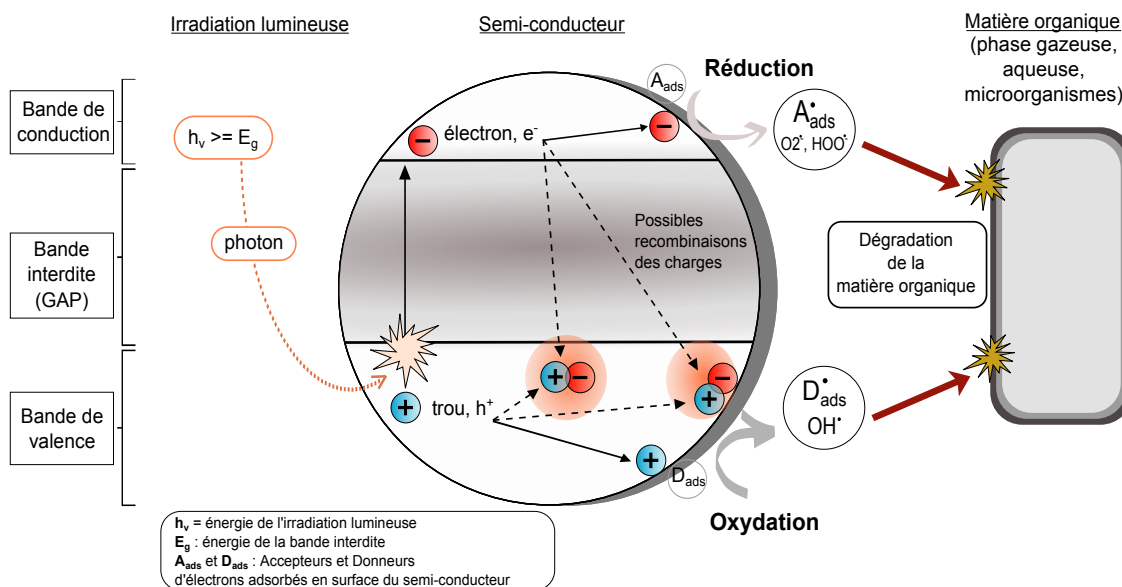 Irradiation lumineuse
Semi-conducteur
Matière organique
(phase gazeuse,
aqueuse,
microorganismes)
Bande de
conduction
Bande
interdite
(GAP)
Bande de
valence
hv >= Eg
photon
électron, e-
Aads
Réduction
A•ads
O2•, HOO•
Possibles
recombinaisons
des charges
Dégradation
de la
matière organique
trou, h+
Dads
Oxydation
D•ads
OH•
hv = énergie de l'irradiation lumineuse
Eg : énergie de la bande interdite
Aads et Dads : Accepteurs et Donneurs
d'électrons adsorbés en surface du semi-conducteur